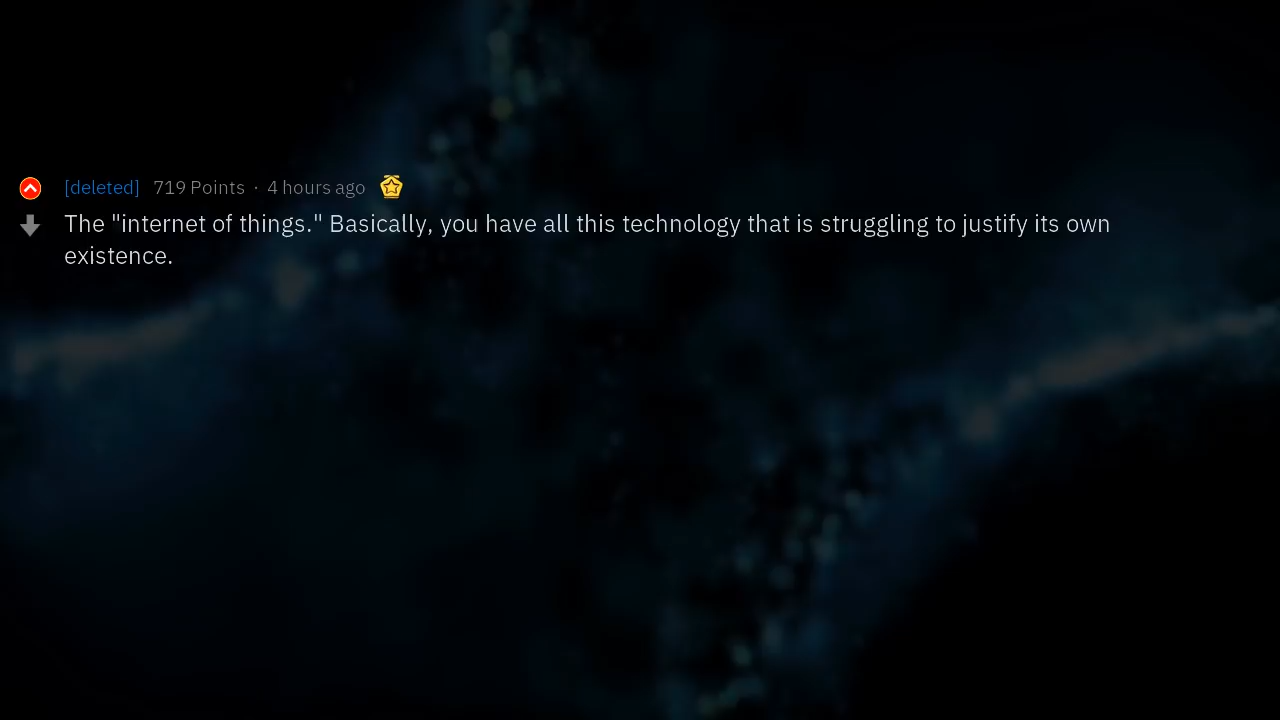 [deleted] 719 Points · 4 hours ago
The "internet of things." Basically, you have all this technology that is struggling to justify its own
existence.